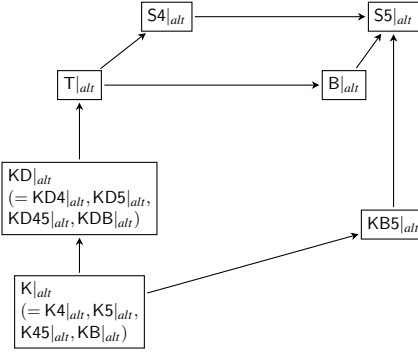 S4|alt
S5|alt
T|alt
B|alt
KD|alt
(= KD4|alt, KD5|alt,
KD45|alt, KDB|alt)
KB5|alt
K|alt
(= K4|alt, K5|alt,
K45|alt, KB|alt)